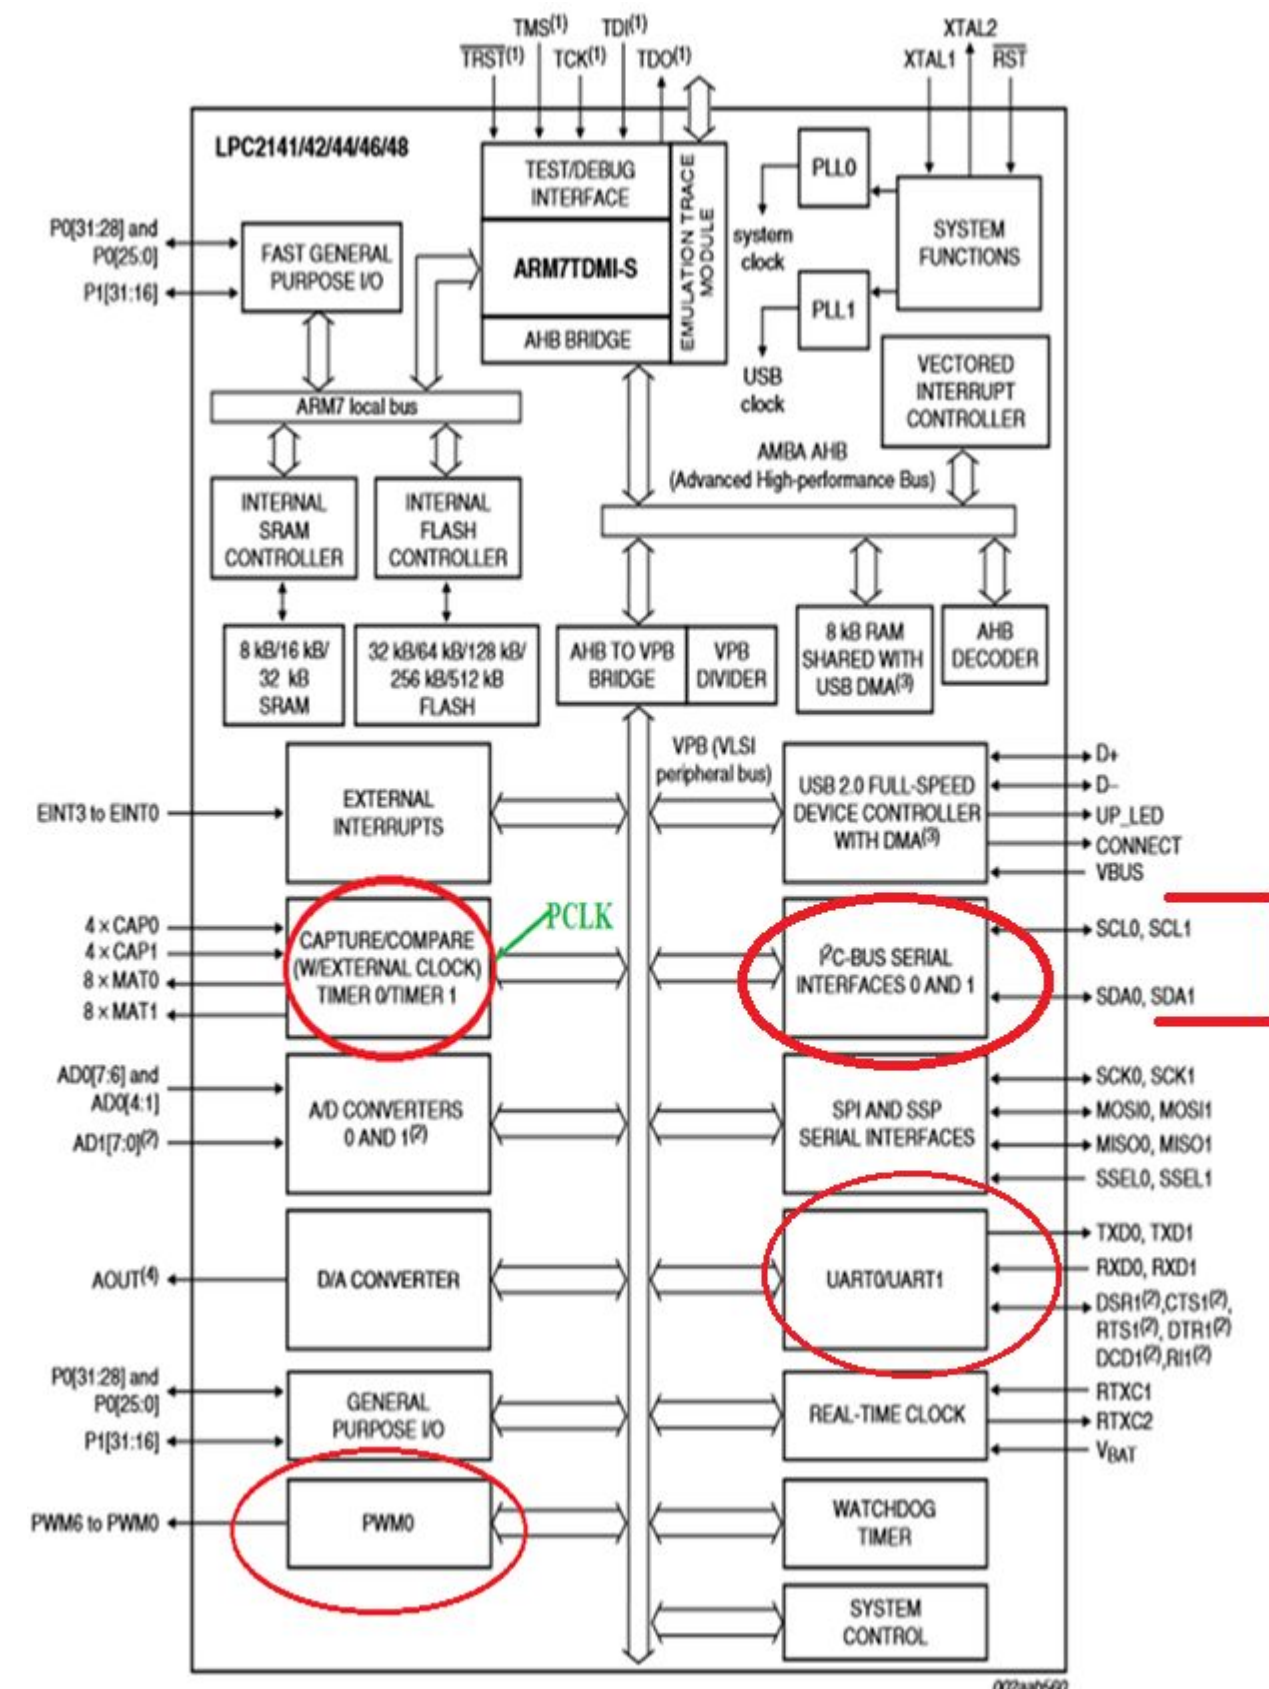 TMS(1) TDI(1)
TRST(1) TCK(1) TDO(1)
XTAL2
XTAL1 RST
LPC2141/42/44/46/48
TEST/DEBUG
INTERFACE
ARM7TDMI-S
AHB BRIDGE
EMULATION TRACE
MODULE
PLL0
system
clock
PLL1
USB
clock
SYSTEM
FUNCTIONS
P0[31:28] and
P0[25:0]
P1[31:16]
FAST GENERAL
PURPOSE I/O
VECTORED
INTERRUPT
CONTROLLER
ARM7 local bus
AMBA AHB
(Advanced High-performance Bus)
INTERNAL
SRAM
CONTROLLER
INTERNAL
FLASH
CONTROLLER
8 kB/16 kB/
32 kB
SRAM
32 kB/64 kB/128 kB/
256 kB/512 kB
FLASH
AHB TO VPB
BRIDGE
VPB
DIVIDER
8 kB RAM
SHARED WITH
USB DMA(3)
AHB
DECODER
VPB (VLSI
peripheral bus)
EINT3 to EINT0
EXTERNAL
INTERRUPTS
USB 2.0 FULL-SPEED
DEVICE CONTROLLER
WITH DMA(3)
D+
D−
UP_LED
CONNECT
VBUS
4 × CAP0
4 × CAP1
8 × MAT0
8 × MAT1
CAPTURE/COMPARE
(W/EXTERNAL CLOCK)
TIMER 0/TIMER 1
PCLK
I2C-BUS SERIAL
INTERFACES 0 AND 1
SCL0, SCL1
SDA0, SDA1
AD0[7:6] and
AD0[4:1]
AD1[7:0](2)
A/D CONVERTERS
0 AND 1(2)
SPI AND SSP
SERIAL INTERFACES
SCK0, SCK1
MOSI0, MOSI1
MISO0, MISO1
SSEL0, SSEL1
AOUT(4)
D/A CONVERTER
UART0/UART1
TXD0, TXD1
RXD0, RXD1
DSR1(2),CTS1(2),
RTS1(2), DTR1(2)
DCD1(2),RI1(2)
P0[31:28] and
P0[25:0]
P1[31:16]
GENERAL
PURPOSE I/O
REAL-TIME CLOCK
RTXC1
RTXC2
VBAT
PWM6 to PWM0
PWM0
WATCHDOG
TIMER
SYSTEM
CONTROL